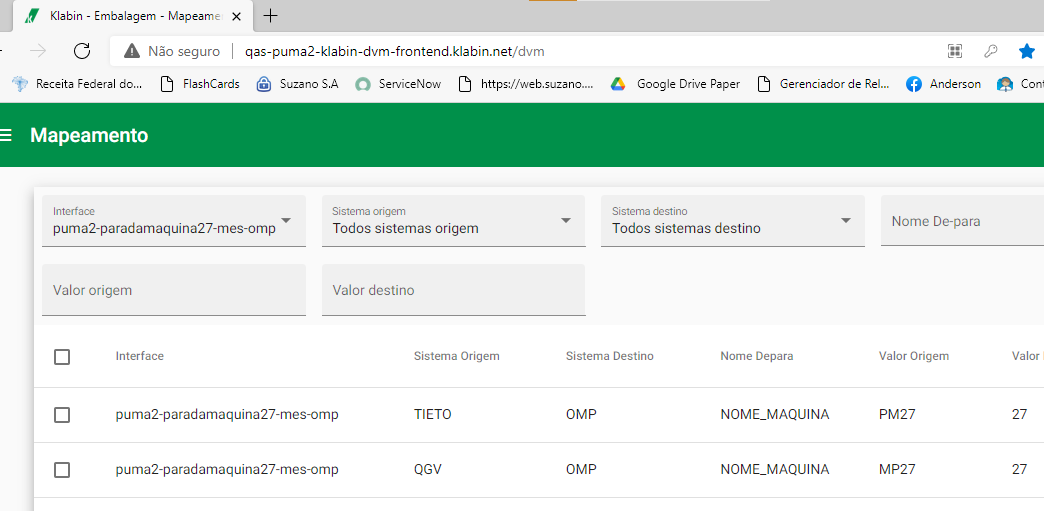 Klabin - Embalagem - Mapeame
Não seguro qas-puma2-klabin-dvm-frontend.klabin.net/dvm
Receita Federal do... FlashCards Suzano S.A ServiceNow https://web.suzano.... Google Drive Paper Gerenciador de Rel... Anderson Cont
Mapeamento
Interface Sistema origem Sistema destino
puma2-paradamaquina27-mes-omp Todos sistemas origem Todos sistemas destino Nome De-para
Valor origem Valor destino
Interface Sistema Origem Sistema Destino Nome Depara Valor Origem Valor
puma2-paradamaquina27-mes-omp TIETO OMP NOME_MAQUINA PM27 27
puma2-paradamaquina27-mes-omp QGV OMP NOME_MAQUINA MP27 27